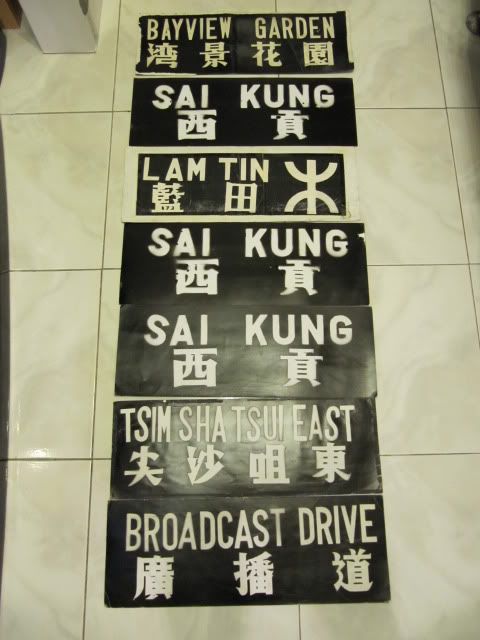 BAYVIEW GARDEN
湾景花園
SAI KUNG
西貢
LAM TIN
藍田
SAI KUNG
西貢
SAI KUNG
西貢
TSIM SHA TSUI EAST
尖沙咀東
BROADCAST DRIVE
廣播道